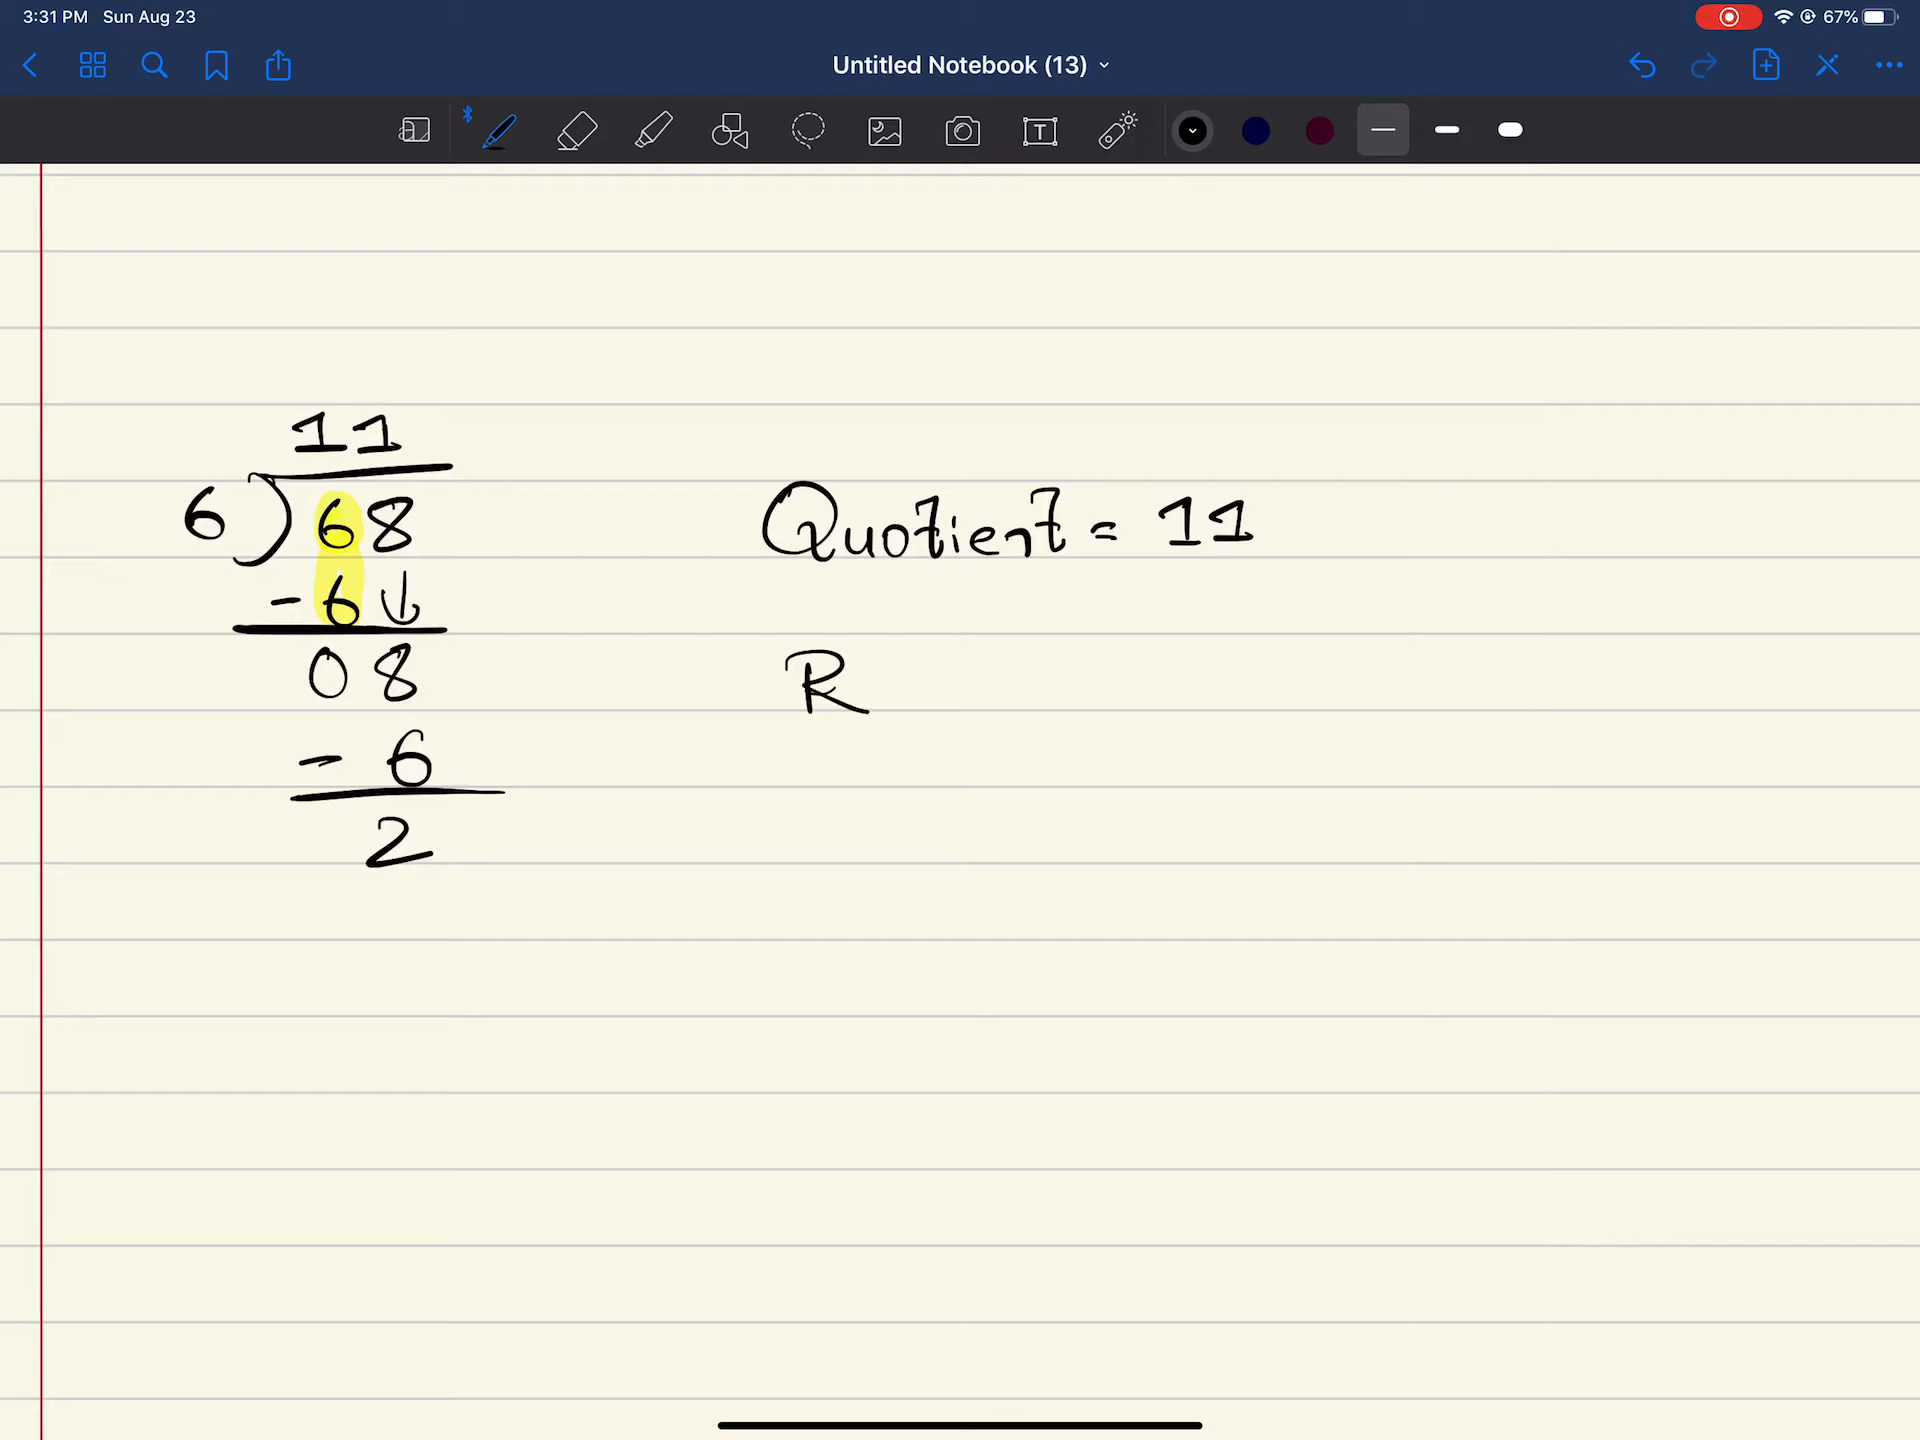 3:31 PM Sun Aug 23
67%
Untitled Notebook (13)
T
11
6 68
Quotient = 11
- 6
08
R
- 6
2